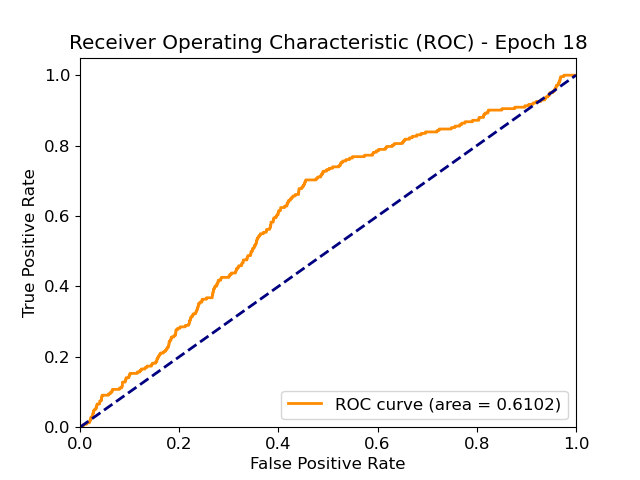 Receiver Operating Characteristic (ROC) - Epoch 18
1.0
0.8
0.6
0.4
0.2
0.0
True Positive Rate
ROC curve (area = 0.6102)
0.0 0.2 0.4 0.6 0.8 1.0
False Positive Rate